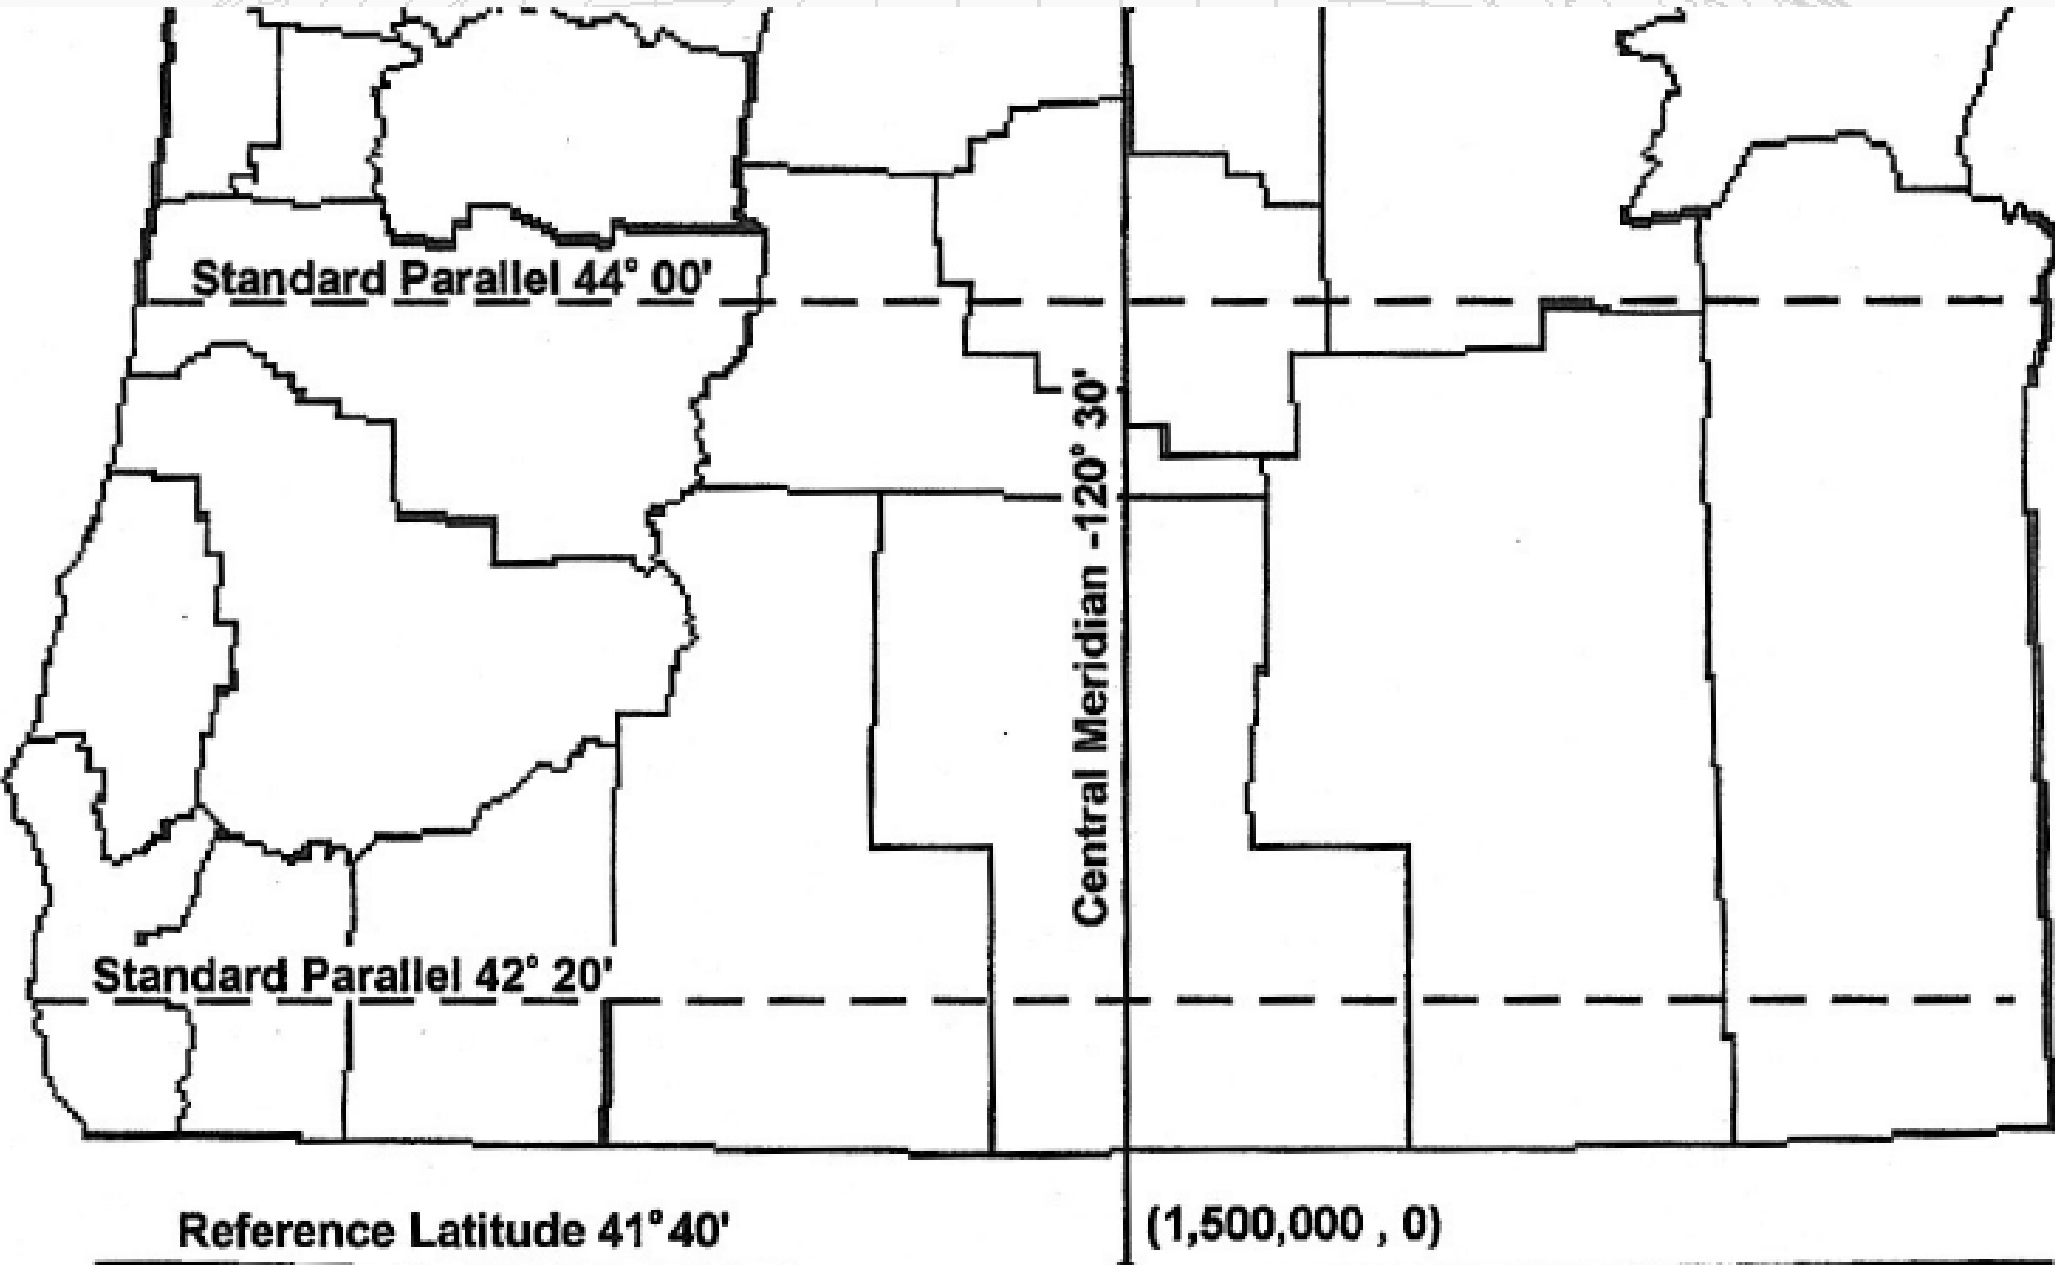 Standard Parallel 44° 00'
Central Meridian -120° 30'
Standard Parallel 42° 20'
Reference Latitude 41° 40'
(1,500,000 , 0)